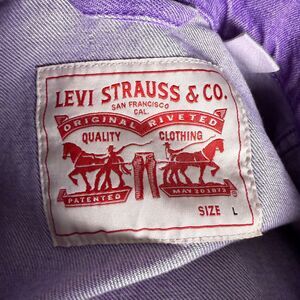 LEVI STRAUSS & CO.
SAN FRANCISCO
CAL.
ORIGINAL RIVETED
QUALITY CLOTHING
PATENTED MAY 20 1873
SIZE L